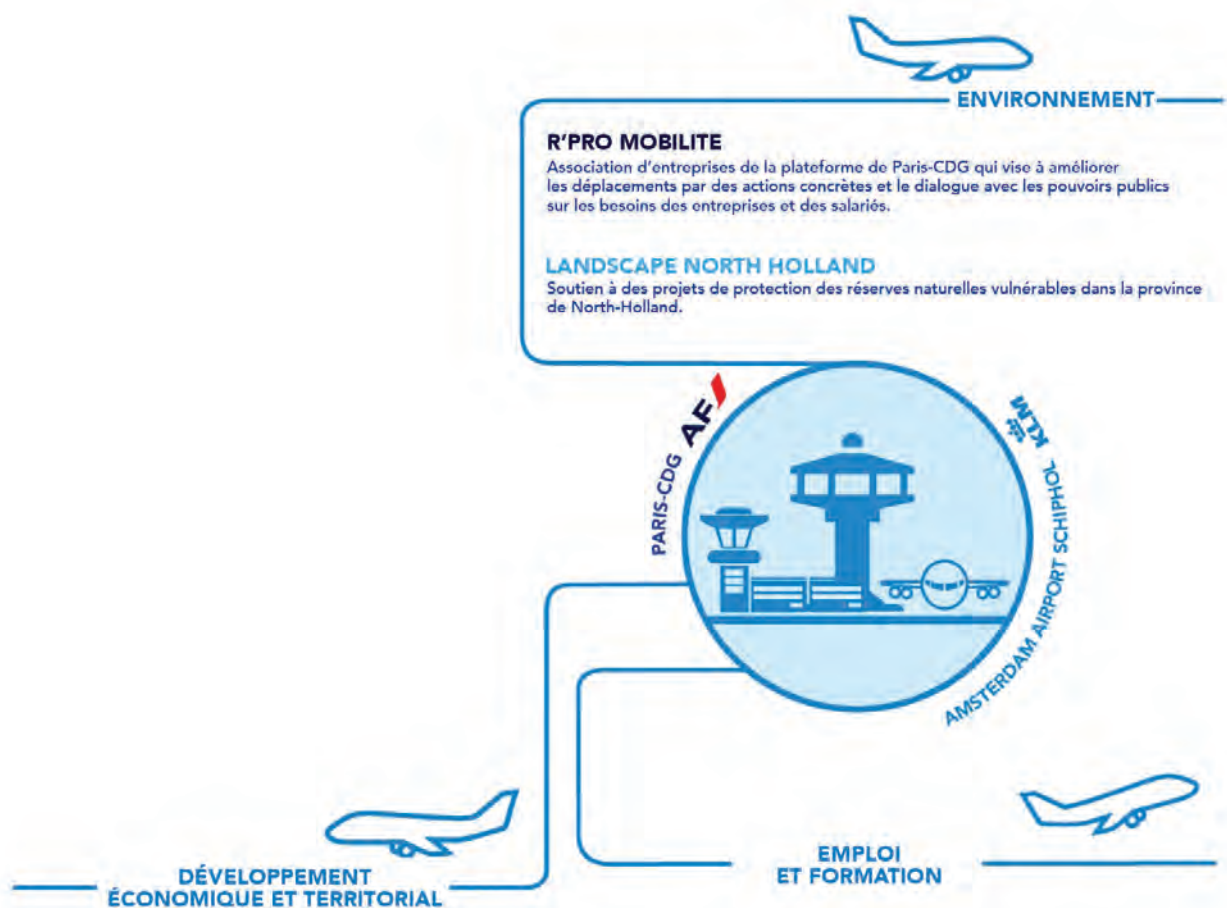 ENVIRONNEMENT
R'PRO MOBILITE
Association d'entreprises de la plateforme de Paris-CDG qui vise à améliorer
les déplacements par des actions concrètes et le dialogue avec les pouvoirs publics
sur les besoins des entreprises et des salariés.
LANDSCAPE NORTH HOLLAND
Soutien à des projets de protection des réserves naturelles vulnérables dans la province
de North-Holland.
PARIS-CDG AF
KLM
AMSTERDAM AIRPORT SCHIPHOL
DÉVELOPPEMENT
ÉCONOMIQUE ET TERRITORIAL
EMPLOI
ET FORMATION